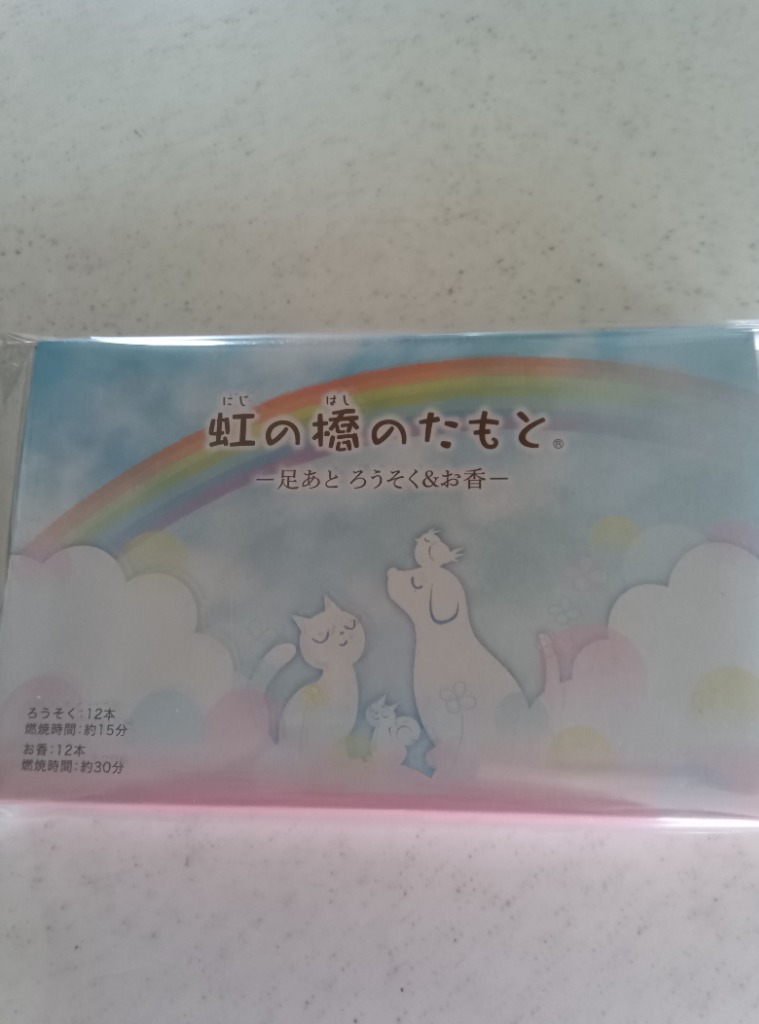 にじ はし
虹の橋のたもと®
－足あと ろうそく&お香－
ろうそく:12本
燃焼時間:約15分
お香:12本
燃焼時間:約30分